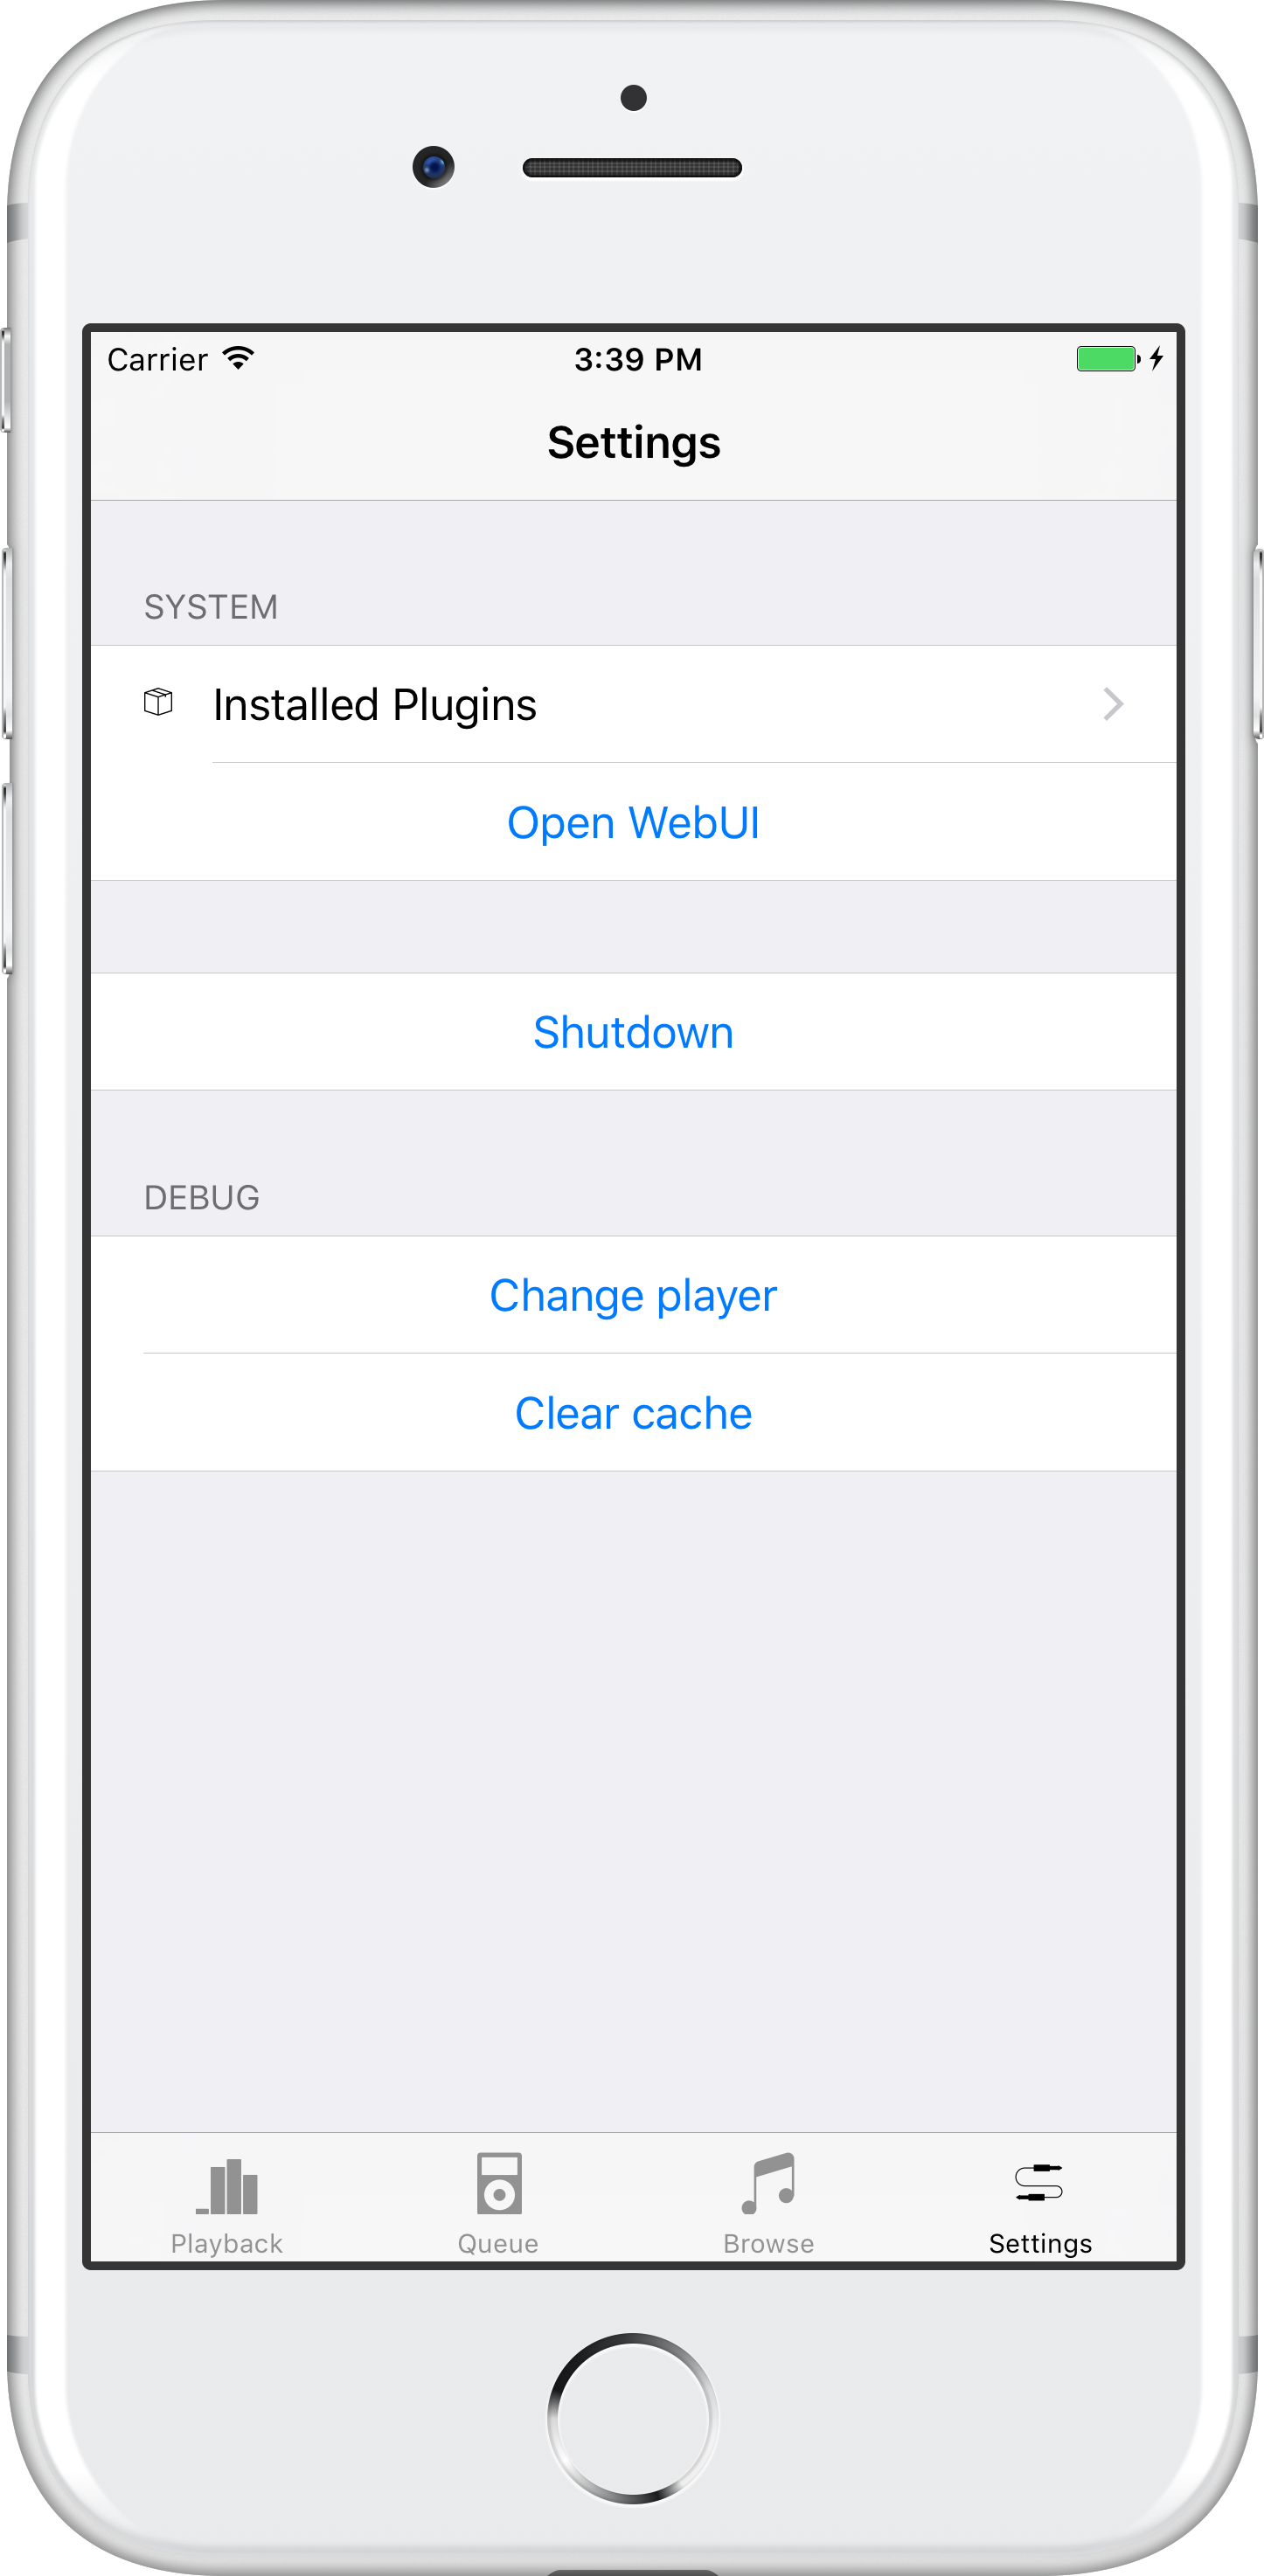 Carrier 3:39 PM
Settings
SYSTEM
Installed Plugins
Open WebUI
Shutdown
DEBUG
Change player
Clear cache
Playback Queue Browse Settings